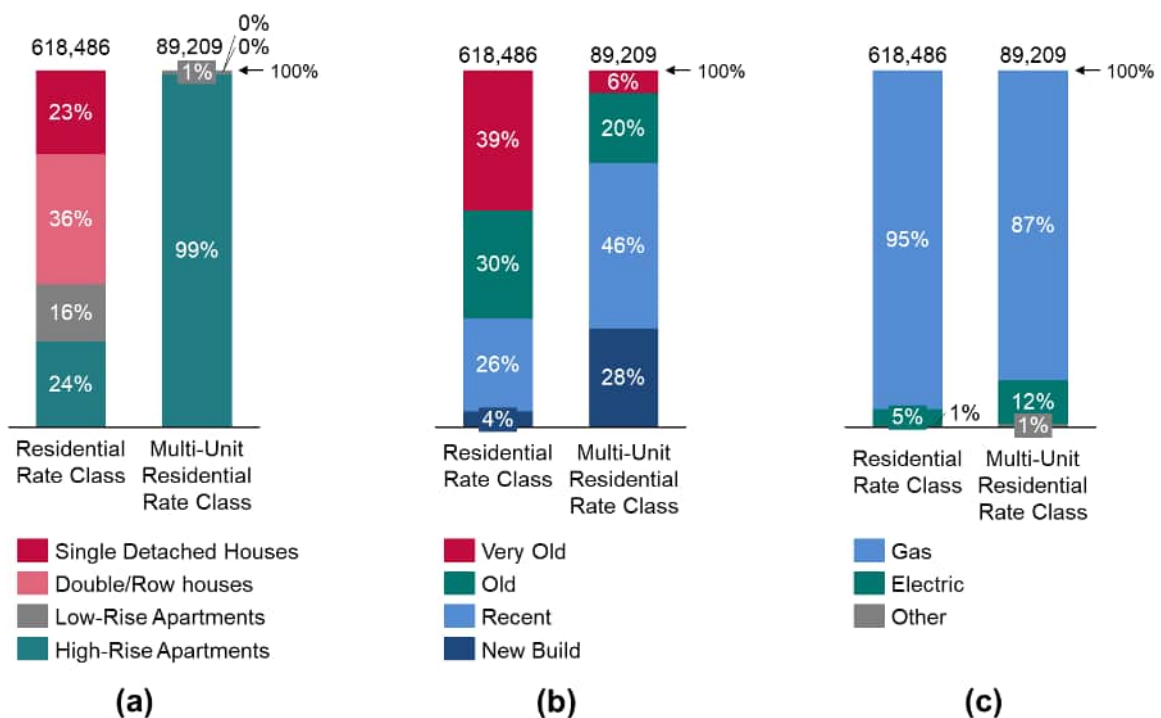 0%
0%
618,486
89,209
1%
100%
23%
36%
16%
24%
99%
Residential
Rate Class
Multi-Unit
Residential
Rate Class
Single Detached Houses
Double/Row houses
Low-Rise Apartments
High-Rise Apartments
(a)
618,486
89,209
100%
39%
30%
26%
4%
6%
20%
46%
28%
Residential
Rate Class
Multi-Unit
Residential
Rate Class
Very Old
Old
Recent
New Build
(b)
618,486
89,209
100%
95%
5%
1%
87%
12%
1%
Residential
Rate Class
Multi-Unit
Residential
Rate Class
Gas
Electric
Other
(c)